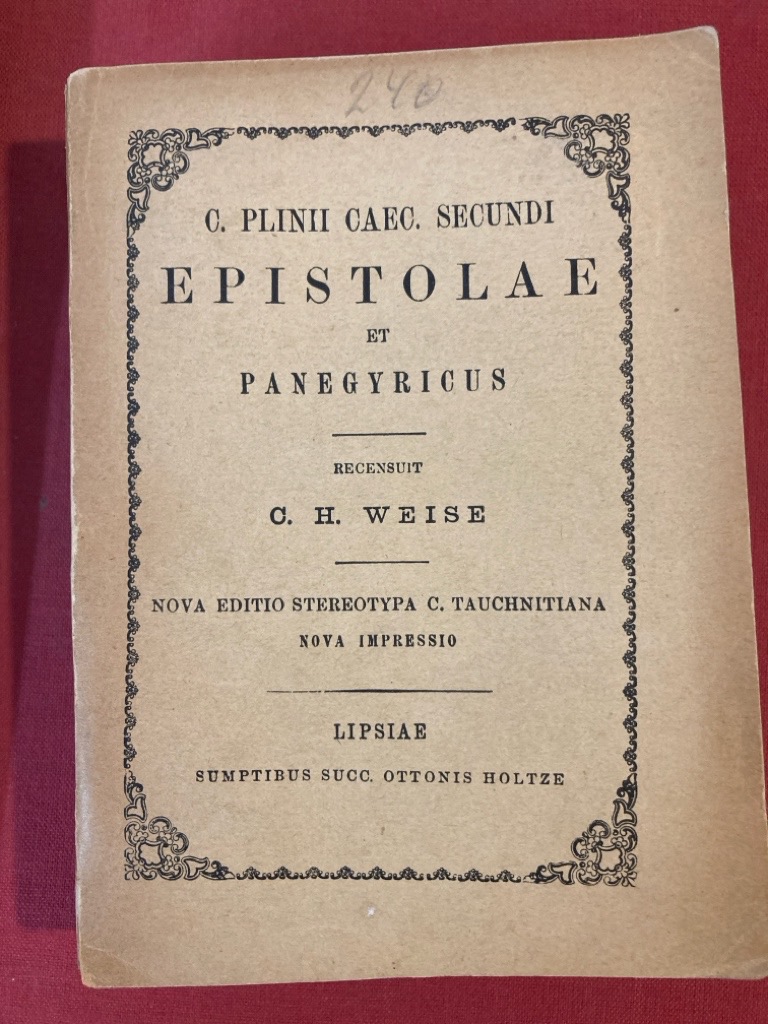 240
C. PLINII CAEC. SECUNDI
EPISTOLAE
ET
PANEGYRICUS
RECENSUIT
C. H. WEISE
NOVA EDITIO STEREOTYPA C. TAUCHNITIANA
NOVA IMPRESSIO
LIPSIAE
SUMPTIBUS SUCC. OTTONIS HOLTZE